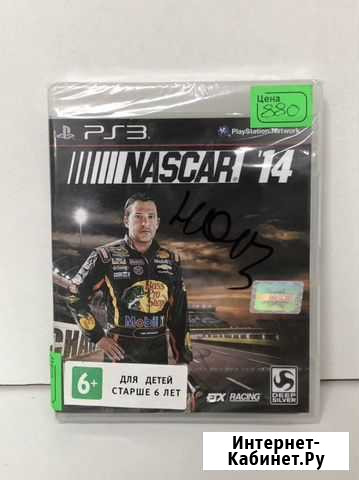 Цена
880
PS3
PlayStation Network
NASCAR '14
нов
Bass Pro Shops
Mobil 1
6+
ДЛЯ ДЕТЕЙ
СТАРШЕ 6 ЛЕТ
RACING
DEEP
SILVER
Интернет-
Кабинет.Ру